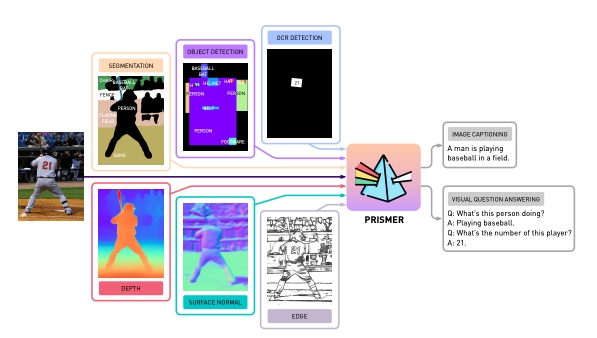 OCR DETECTION
OBJECT DETECTION
SEGMENTATION
BASEBALL
BAT
CHAIR
BASEBALL
BAT
HELMET
HAT
21
FENCE
PERSON
PERSON
PERSON
PLAYING
FIELD
PERSON
SAND
FOOTWARE
21
PRISMER
IMAGE CAPTIONING
A man is playing
baseball in a field.
VISUAL QUESTION ANSWERING
Q: What's this person doing?
A: Playing baseball.
Q: What's the number of this player?
A: 21.
DEPTH
SURFACE NORMAL
EDGE